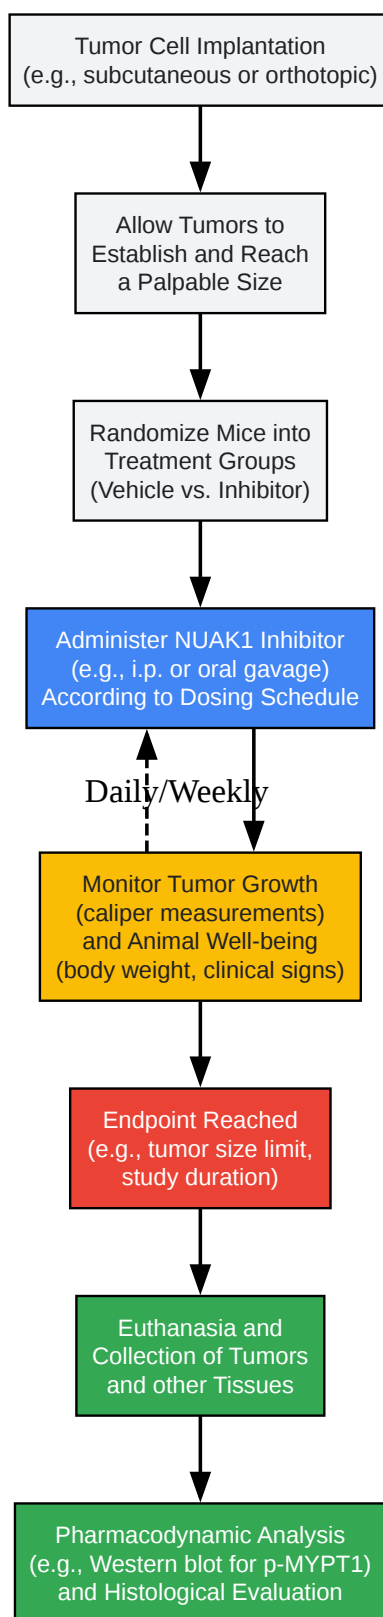 Tumor Cell Implantation
(e.g., subcutaneous or orthotopic)
Allow Tumors to
Establish and Reach
a Palpable Size
Randomize Mice into
Treatment Groups
(Vehicle vs. Inhibitor)
Administer NUAK1 Inhibitor
(e.g., i.p. or oral gavage)
According to Dosing Schedule
Daily/Weekly
Monitor Tumor Growth
(caliper measurements)
and Animal Well-being
(body weight, clinical signs)
Endpoint Reached
(e.g., tumor size limit,
study duration)
Euthanasia and
Collection of Tumors
and other Tissues
Pharmacodynamic Analysis
(e.g., Western blot for p-MYPT1)
and Histological Evaluation